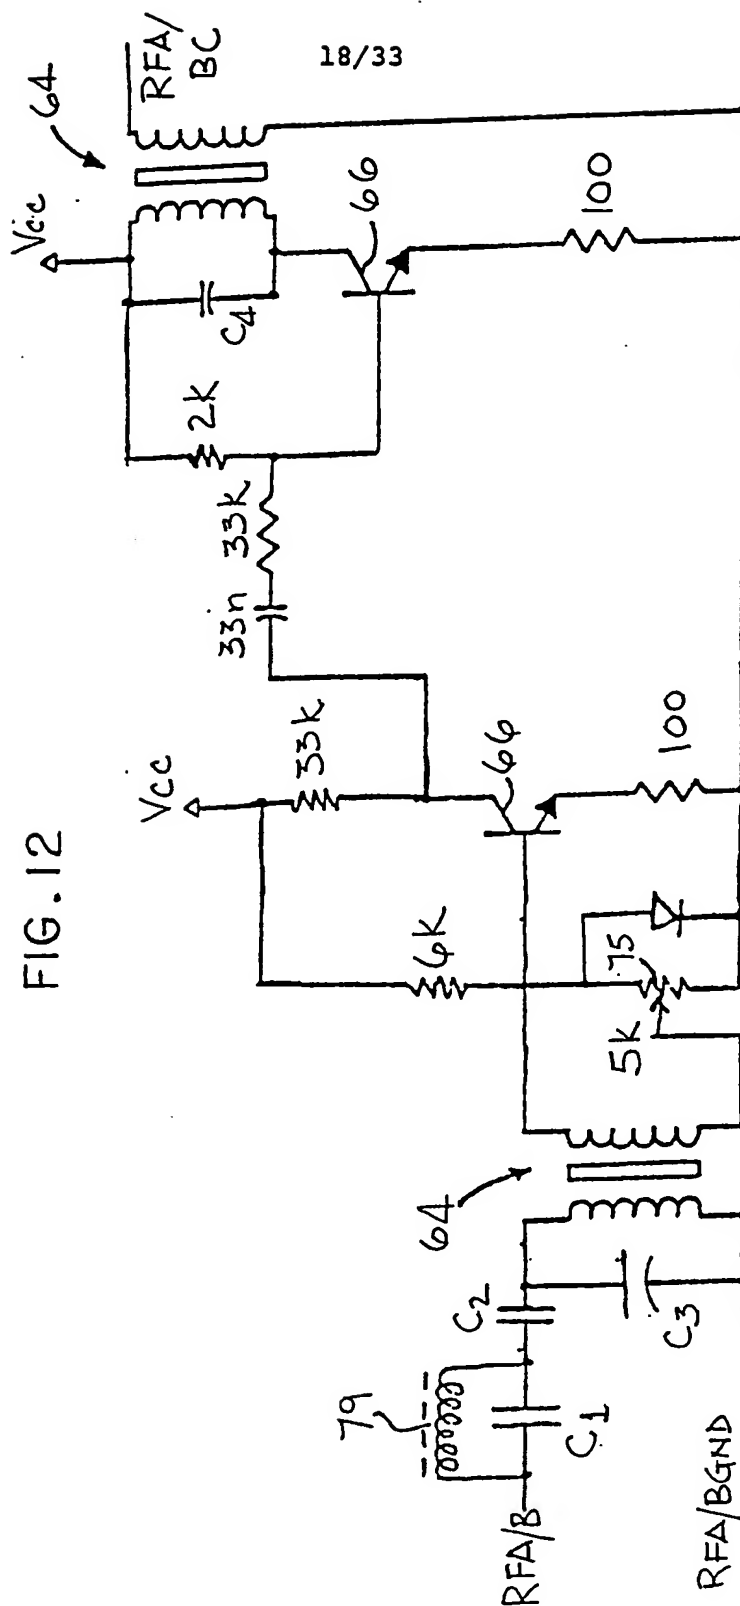 18/33
FIG. 12
RFA/B
RFA/BGND
79
C1
C2
C3
64
5K
75
6K
Vcc
33K
66
100
33n
33K
2K
C4
Vcc
66
100
64
RFA/
BC